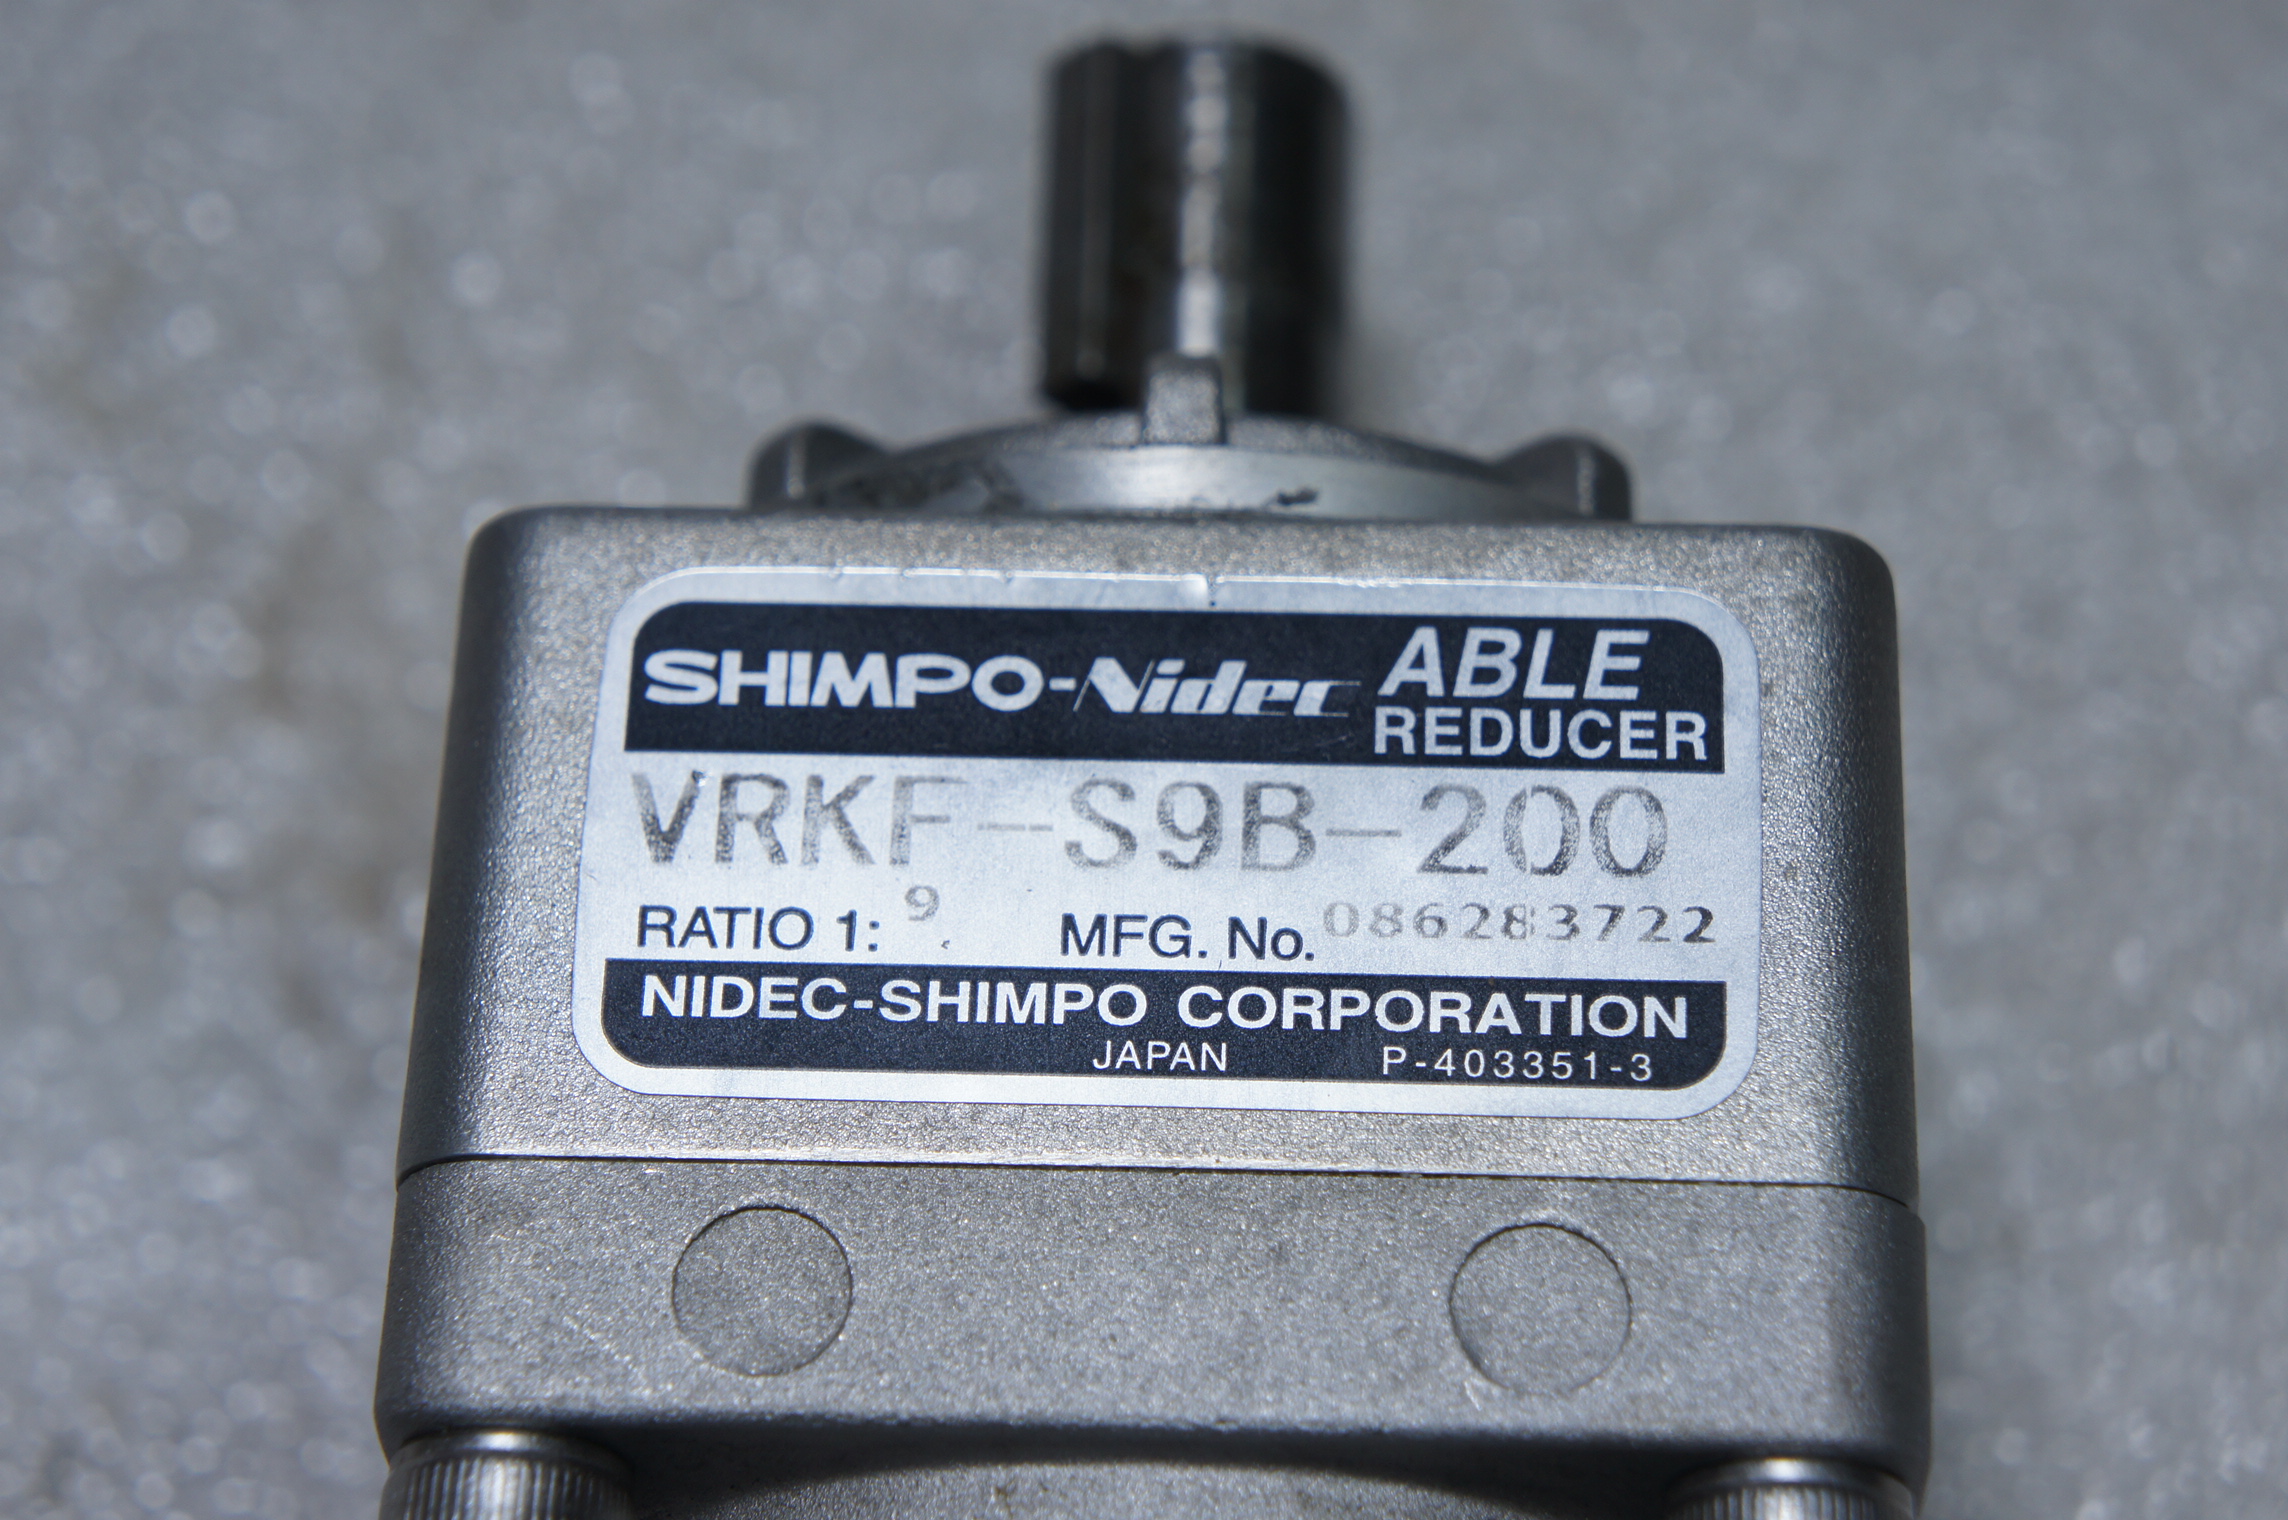 SHIMPO-Nidec ABLE REDUCER
VRKF-S9B-200
RATIO 1: 9 MFG. No. 086283722
NIDEC-SHIMPO CORPORATION
JAPAN P-403351-3